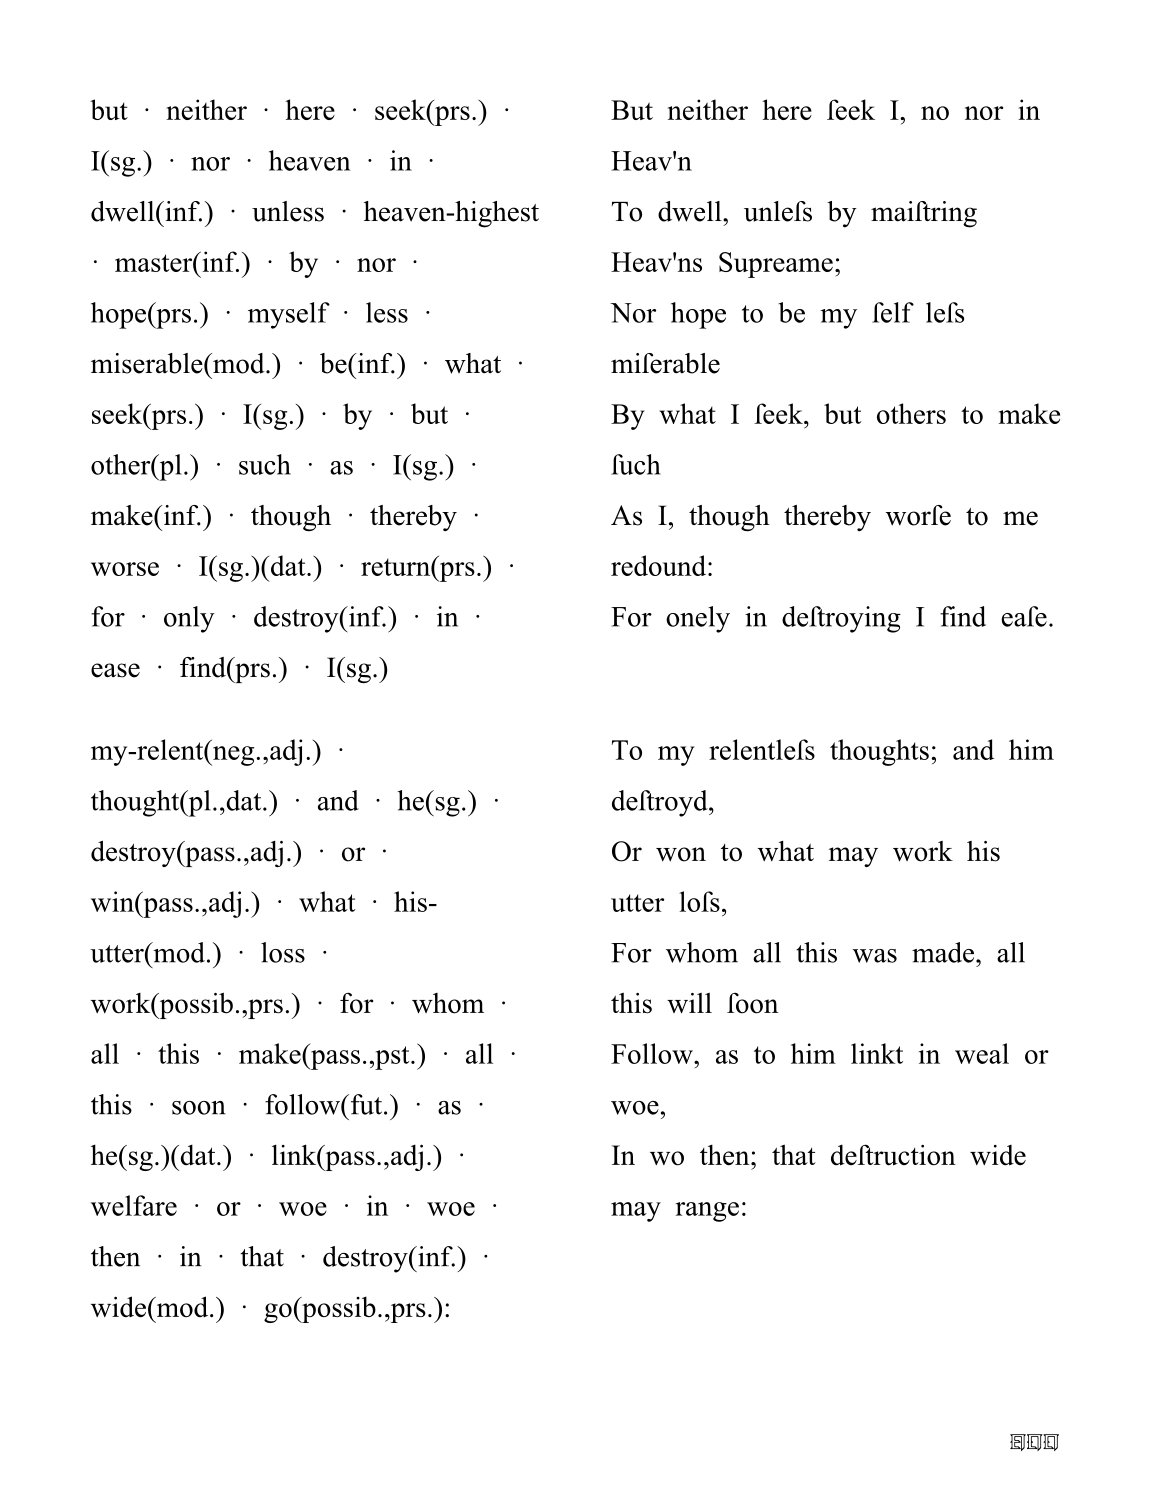 but · neither · here · seek(prs.) ·
I(sg.) · nor · heaven · in ·
dwell(inf.) · unless · heaven-highest
· master(inf.) · by · nor ·
hope(prs.) · myself · less ·
miserable(mod.) · be(inf.) · what ·
seek(prs.) · I(sg.) · by · but ·
other(pl.) · such · as · I(sg.) ·
make(inf.) · though · thereby ·
worse · I(sg.)(dat.) · return(prs.) ·
for · only · destroy(inf.) · in ·
ease · find(prs.) · I(sg.)
But neither here ſeek I, no nor in
Heav'n
To dwell, unleſs by maiſtring
Heav'ns Supreame;
Nor hope to be my ſelf leſs
miſerable
By what I ſeek, but others to make
ſuch
As I, though thereby worſe to me
redound:
For onely in deſtroying I find eaſe.
my-relent(neg.,adj.) ·
thought(pl.,dat.) · and · he(sg.) ·
destroy(pass.,adj.) · or ·
win(pass.,adj.) · what · his-
utter(mod.) · loss ·
work(possib.,prs.) · for · whom ·
all · this · make(pass.,pst.) · all ·
this · soon · follow(fut.) · as ·
he(sg.)(dat.) · link(pass.,adj.) ·
welfare · or · woe · in · woe ·
then · in · that · destroy(inf.) ·
wide(mod.) · go(possib.,prs.):
To my relentleſs thoughts; and him
deſtroyd,
Or won to what may work his
utter loſs,
For whom all this was made, all
this will ſoon
Follow, as to him linkt in weal or
woe,
In wo then; that deſtruction wide
may range: